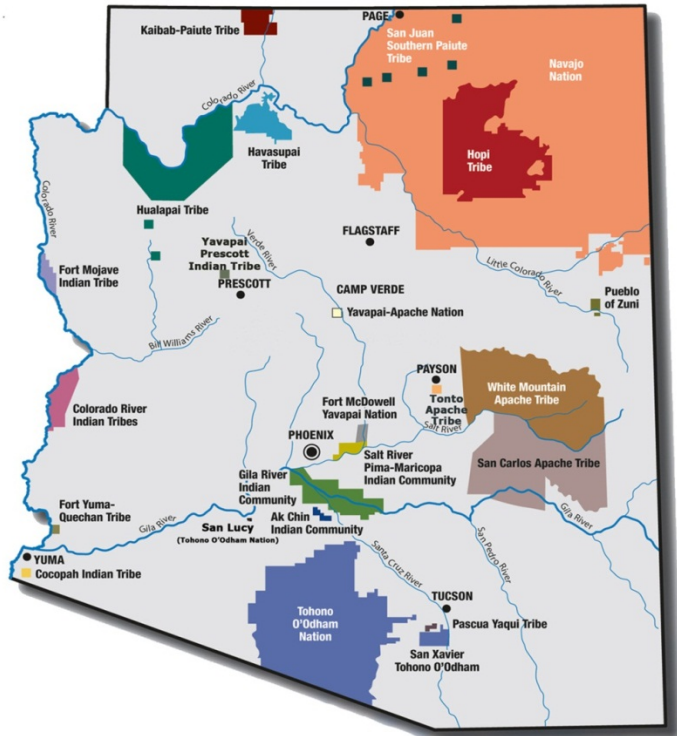 PAGE
Kaibab-Paiute Tribe
San Juan
Southern Paiute
Tribe
Navajo
Nation
Colorado River
Havasupai
Tribe
Hopi
Tribe
Colorado River
Hualapai Tribe
Verde River
FLAGSTAFF
Yavapai
Prescott
Indian Tribe
PRESCOTT
Little Colorado River
Fort Mojave
Indian Tribe
CAMP VERDE
Yavapai-Apache Nation
Pueblo
of Zuni
Bill Williams River
PAYSON
Tonto
Apache
Tribe
White Mountain
Apache Tribe
Colorado River
Indian Tribes
Fort McDowell
Yavapai Nation
Salt River
PHOENIX
Salt River
Pima-Maricopa
Indian Community
San Carlos Apache Tribe
Gila River
Indian
Community
Fort Yuma-
Quechan Tribe
Gila River
San Lucy
(Tohono O'Odham Nation)
Ak Chin
Indian Community
Gila River
San Pedro River
Santa Cruz River
YUMA
Cocopah Indian Tribe
TUCSON
Tohono
O'Odham
Nation
Pascua Yaqui Tribe
San Xavier
Tohono O'Odham